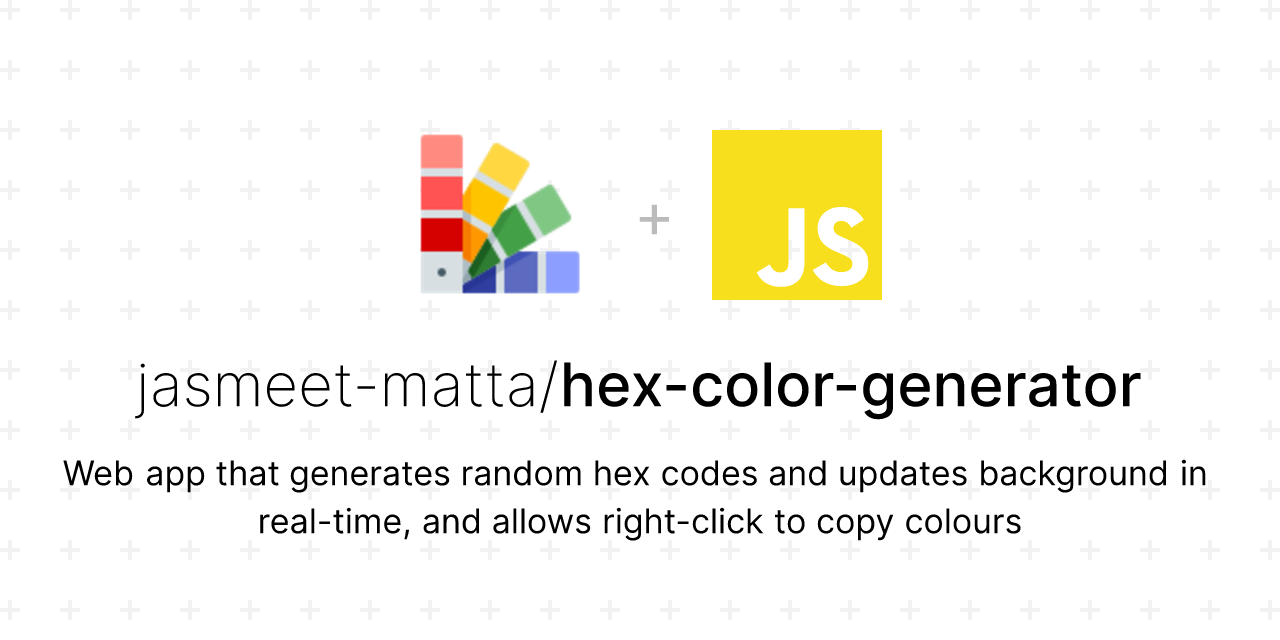 JS
jasmeet-matta/hex-color-generator
Web app that generates random hex codes and updates background in
real-time, and allows right-click to copy colours